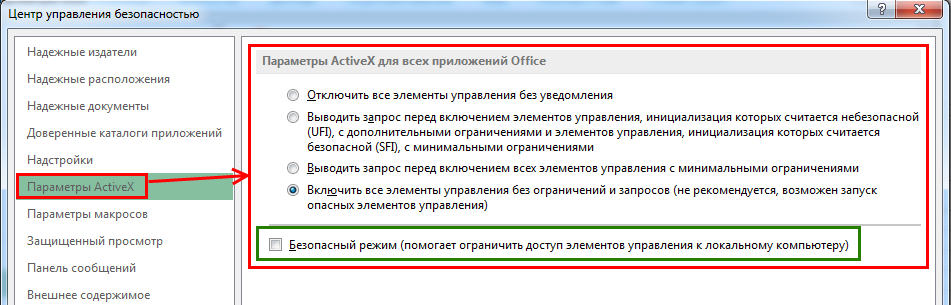 Центр управления безопасностью
Надежные издатели
Надежные расположения
Надежные документы
Доверенные каталоги приложений
Надстройки
Параметры ActiveX
Параметры макросов
Защищенный просмотр
Панель сообщений
Внешнее содержимое
Параметры ActiveX для всех приложений Office
Отключить все элементы управления без уведомления
Выводить запрос перед включением элементов управления, инициализация которых считается небезопасной
(UFI), с дополнительными ограничениями и элементов управления, инициализация которых считается
безопасной (SFI), с минимальными ограничениями
Выводить запрос перед включением всех элементов управления с минимальными ограничениями
Включить все элементы управления без ограничений и запросов (не рекомендуется, возможен запуск
опасных элементов управления)
Безопасный режим (помогает ограничить доступ элементов управления к локальному компьютеру)